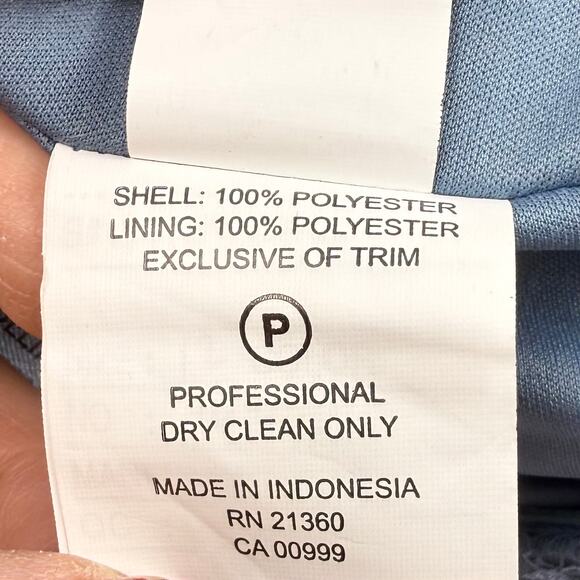 SHELL: 100% POLYESTER
LINING: 100% POLYESTER
EXCLUSIVE OF TRIM
P
PROFESSIONAL
DRY CLEAN ONLY
MADE IN INDONESIA
RN 21360
CA 00999